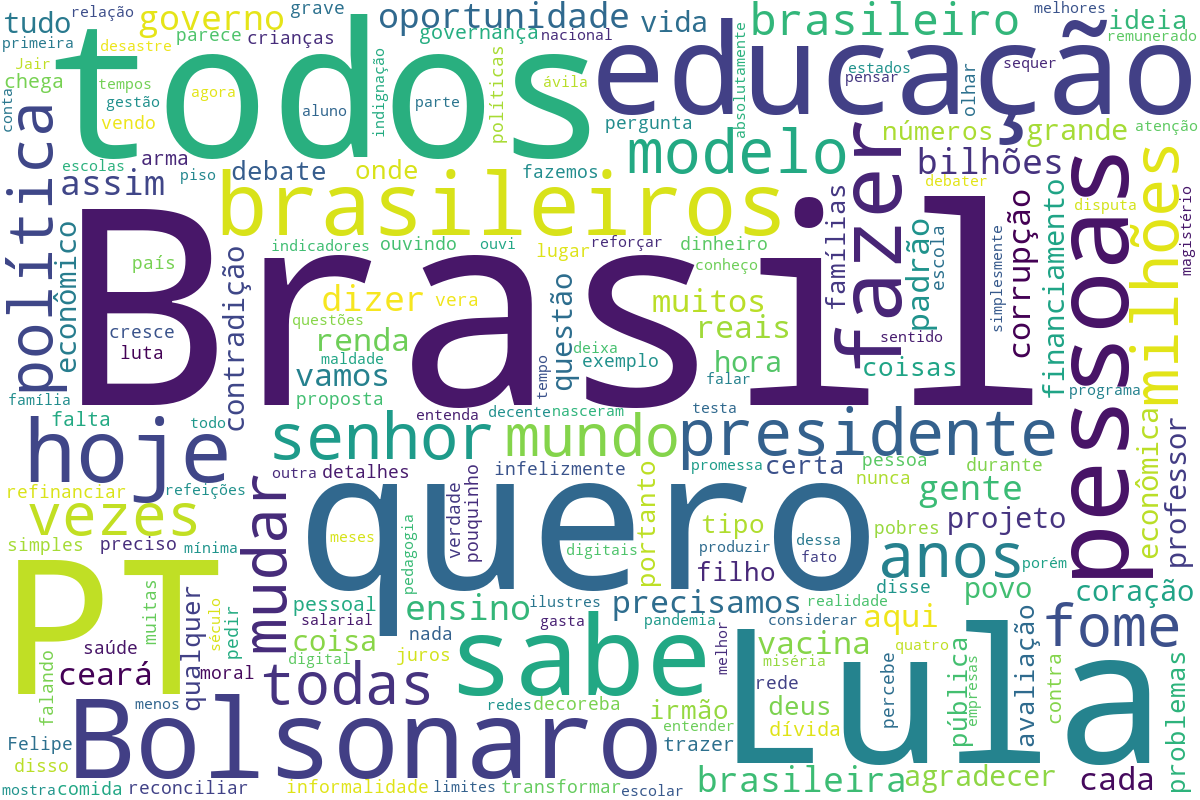 tudo
relação
governo
grave
oportunidade
vida
brasileiro
melhores
ideia
primeira
desastre
parece
crianças
governança
nacional
remunerado
Jair
todos
educação
estados
sequer
chega
tempos
agora
ávila
pensar
conta
gestão
aluno
parte
indignação
políticas
absolutamente
olhar
vendo
pergunta
números
grande
atenção
política
escolas
arma
modelo
bilhões
assim
piso
debate
onde
fazemos
fazer
debater
brasileiros
pessoas
milhões
famílias
padrão
corrupção
financiamento
disputa
magistério
econômico
contradição
indicadores
ouvindo
ouvi
lugar
reforçar
dinheiro
escola
simplesmente
país
Brasil
conheço
dizer
vera
muitos
questões
cresce
renda
questão
reais
sentido
luta
maldade
deixa
exemplo
hora
coisas
vamos
tempo
falar
programa
família
proposta
falta
todo
entenda
decente
nasceram
testa
hoje
senhor
mundo
presidente
econômica
professor
outra
detalhes
infelizmente
promessa
certa
pessoa
durante
refinanciar
refeições
mudar
quero
nunca
gente
vezes
verdade
pouquinho
portanto
tipo
pobres
projeto
simples
preciso
mínima
meses
pedagogia
digitais
produzir
dessa
fato
anos
porém
PT
filho
disse
povo
coração
muitas
qualquer
século
pedir
pessoal
ensino
ilustres
precisamos
realidade
aqui
fome
saúde
salarial
gasta
pandemia
considerar
coisa
nada
sabe
vacina
quatro
Lula
ceará
moral
digital
juros
melhor
miséria
percebe
pública
empresas
avaliação
contra
problemas
falando
menos
todas
redes
decoreba
irmão
rede
deus
Felipe
Bolsonaro
entender
trazer
dívida
disso
brasileira
agradecer
cada
mostra
comida
reconciliar
informalidade
limites
transformar
escolar